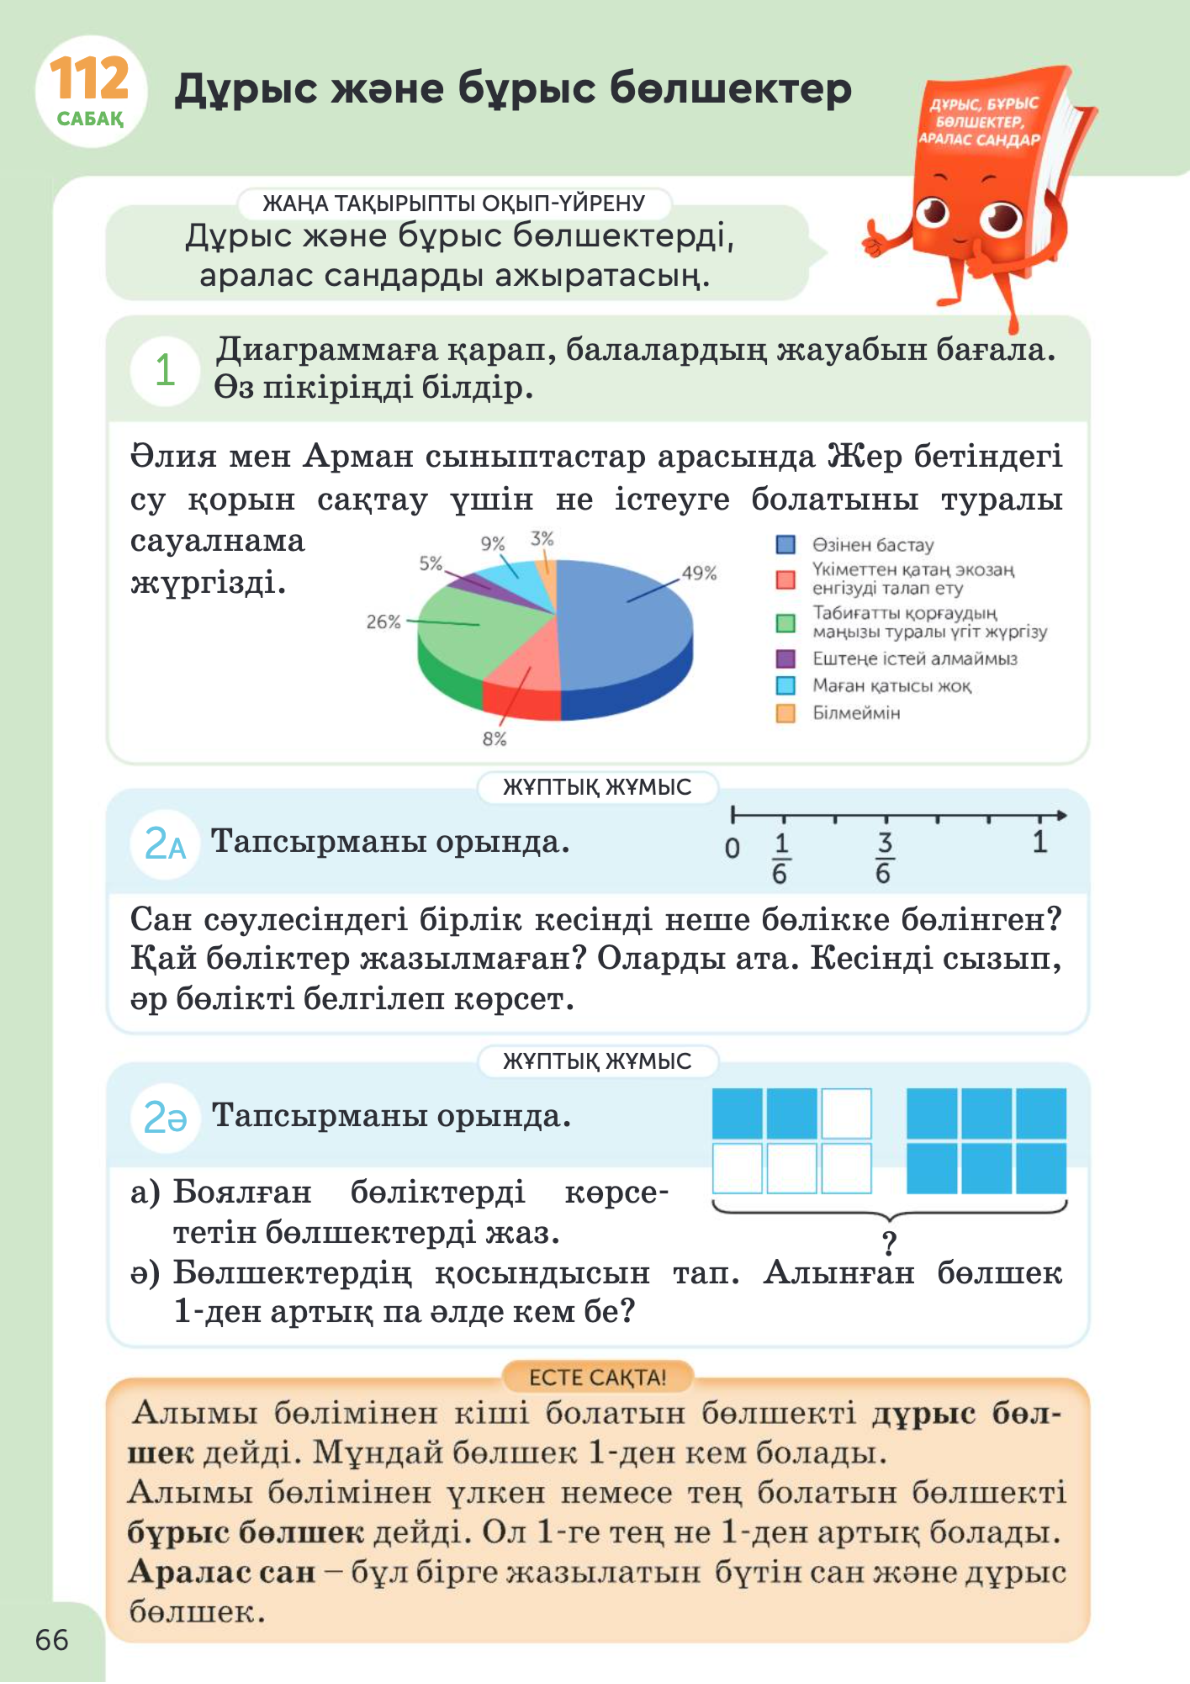 112
САБАҚ
Дұрыс және бұрыс бөлшектер
ДҰРЫС, БҰРЫС
БӨЛШЕКТЕР,
АРАЛАС САНДАР
ЖАҢА ТАҚЫРЫПТЫ ОҚЫП-ҮЙРЕНУ
Дұрыс және бұрыс бөлшектерді,
аралас сандарды ажыратасың.
1
Диаграммаға қарап, балалардың жауабын бағала.
Өз пікіріңді білдір.
Әлия мен Арман сыныптастар арасында Жер бетіндегі
су қорын сақтау үшін не істеуге болатыны туралы
сауалнама
жүргізді.
3%
9%
5%
49%
26%
8%
Өзінен бастау
Үкіметтен қатаң экозаң
енгізуді талап ету
Табиғатты қорғаудың
маңызы туралы үгіт жүргізу
Ештеңе істей алмаймыз
Маған қатысы жоқ
Білмеймін
ЖҰПТЫҚ ЖҰМЫС
2А Тапсырманы орында.
0 1/6 3/6 1
Сан сәулесіндегі бірлік кесінді неше бөлікке бөлінген?
Қай бөліктер жазылмаған? Оларды ата. Кесінді сызып,
әр бөлікті белгілеп көрсет.
ЖҰПТЫҚ ЖҰМЫС
2ә Тапсырманы орында.
а) Боялған бөліктерді көрсе-
тетін бөлшектерді жаз.
?
ә) Бөлшектердің қосындысын тап. Алынған бөлшек
1-ден артық па әлде кем бе?
ЕСТЕ САҚТА!
Алымы бөлімінен кіші болатын бөлшекті дұрыс бөл-
шек дейді. Мұндай бөлшек 1-ден кем болады.
Алымы бөлімінен үлкен немесе тең болатын бөлшекті
бұрыс бөлшек дейді. Ол 1-ге тең не 1-ден артық болады.
Аралас сан – бұл бірге жазылатын бүтін сан және дұрыс
бөлшек.
66